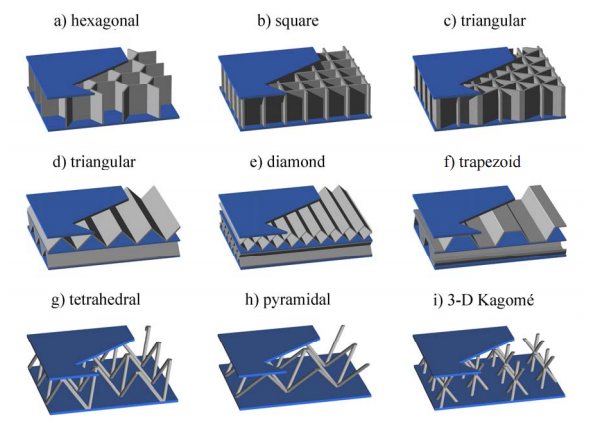 a) hexagonal
b) square
c) triangular
d) triangular
e) diamond
f) trapezoid
g) tetrahedral
h) pyramidal
i) 3-D Kagomé